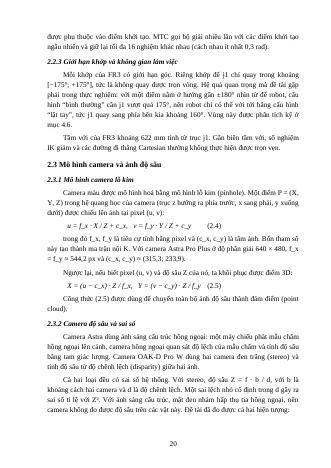 được phụ thuộc vào điểm khởi tạo. MTC gọi bộ giải nhiều lần với các điểm khởi tạo
ngẫu nhiên và giữ lại tối đa 16 nghiệm khác nhau (cách nhau ít nhất 0,3 rad).
2.2.3 Giới hạn khớp và không gian làm việc
Mỗi khớp của FR3 có giới hạn góc. Riêng khớp đế j1 chỉ quay trong khoảng
[−175°; +175°], tức là không quay được trọn vòng. Hệ quả quan trọng mà đề tài gặp
phải trong thực nghiệm: với một điểm nằm ở hướng gần ±180° nhìn từ đế robot, cấu
hình “bình thường” cần j1 vượt quá 175°, nên robot chỉ có thể với tới bằng cấu hình
“lật tay”, tức j1 quay sang phía bên kia khoảng 160°. Vùng này được phân tích kỹ ở
mục 4.6.
Tầm với của FR3 khoảng 622 mm tính từ trục j1. Gần biên tầm với, số nghiệm
IK giảm và các đường đi thẳng Cartesian thường không thực hiện được trọn vẹn.
2.3 Mô hình camera và ảnh độ sâu
2.3.1 Mô hình camera lỗ kim
Camera màu được mô hình hoá bằng mô hình lỗ kim (pinhole). Một điểm P = (X,
Y, Z) trong hệ quang học của camera (trục z hướng ra phía trước, x sang phải, y xuống
dưới) được chiếu lên ảnh tại pixel (u, v):
u = f_x · X / Z + c_x, v = f_y · Y / Z + c_y (2.4)
trong đó f_x, f_y là tiêu cự tính bằng pixel và (c_x, c_y) là tâm ảnh. Bốn tham số
này tạo thành ma trận nội K. Với camera Astra Pro Plus ở độ phân giải 640 × 480, f_x
= f_y ≈ 544,2 px và (c_x, c_y) ≈ (315,3; 233,9).
Ngược lại, nếu biết pixel (u, v) và độ sâu Z của nó, ta khôi phục được điểm 3D:
X = (u − c_x) · Z / f_x, Y = (v − c_y) · Z / f_y (2.5)
Công thức (2.5) được dùng để chuyển toàn bộ ảnh độ sâu thành đám điểm (point
cloud).
2.3.2 Camera độ sâu và sai số
Camera Astra dùng ánh sáng cấu trúc hồng ngoại: một máy chiếu phát mẫu chấm
hồng ngoại lên cảnh, camera hồng ngoại quan sát độ lệch của mẫu chấm và tính độ sâu
bằng tam giác lượng. Camera OAK-D Pro W dùng hai camera đen trắng (stereo) và
tính độ sâu từ độ chênh lệch (disparity) giữa hai ảnh.
Cả hai loại đều có sai số hệ thống. Với stereo, độ sâu Z = f · b / d, với b là
khoảng cách hai camera và d là độ chênh lệch. Một sai lệch nhỏ cố định trong d gây ra
sai số tỉ lệ với Z². Với ánh sáng cấu trúc, mặt đen nhám hấp thụ tia hồng ngoại, nên
camera không đo được độ sâu trên các vật này. Đề tài đã đo được cả hai hiện tượng:
20